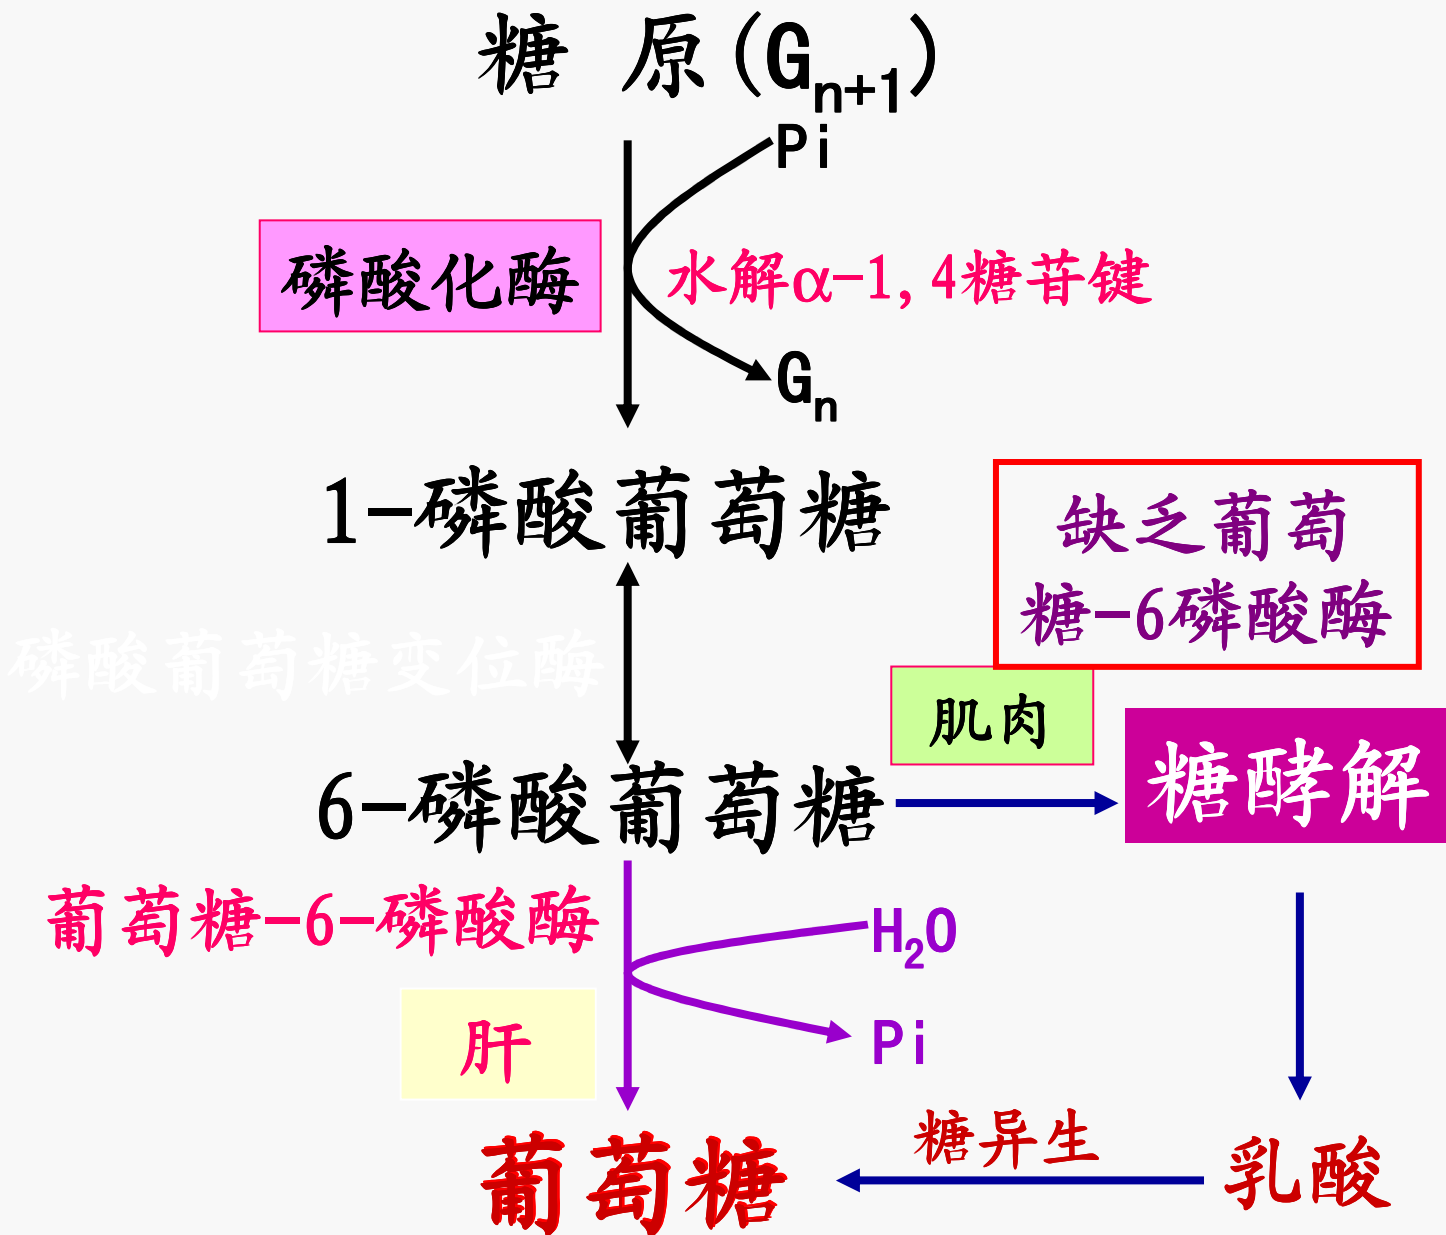 糖 原(Gn+1)
Pi
磷酸化酶
水解α-1,4糖苷键
Gn
1-磷酸葡萄糖
缺乏葡萄
糖-6磷酸酶
磷酸葡萄糖变位酶
肌肉
6-磷酸葡萄糖
糖酵解
葡萄糖-6-磷酸酶
H2O
肝
Pi
糖异生
葡萄糖
乳酸